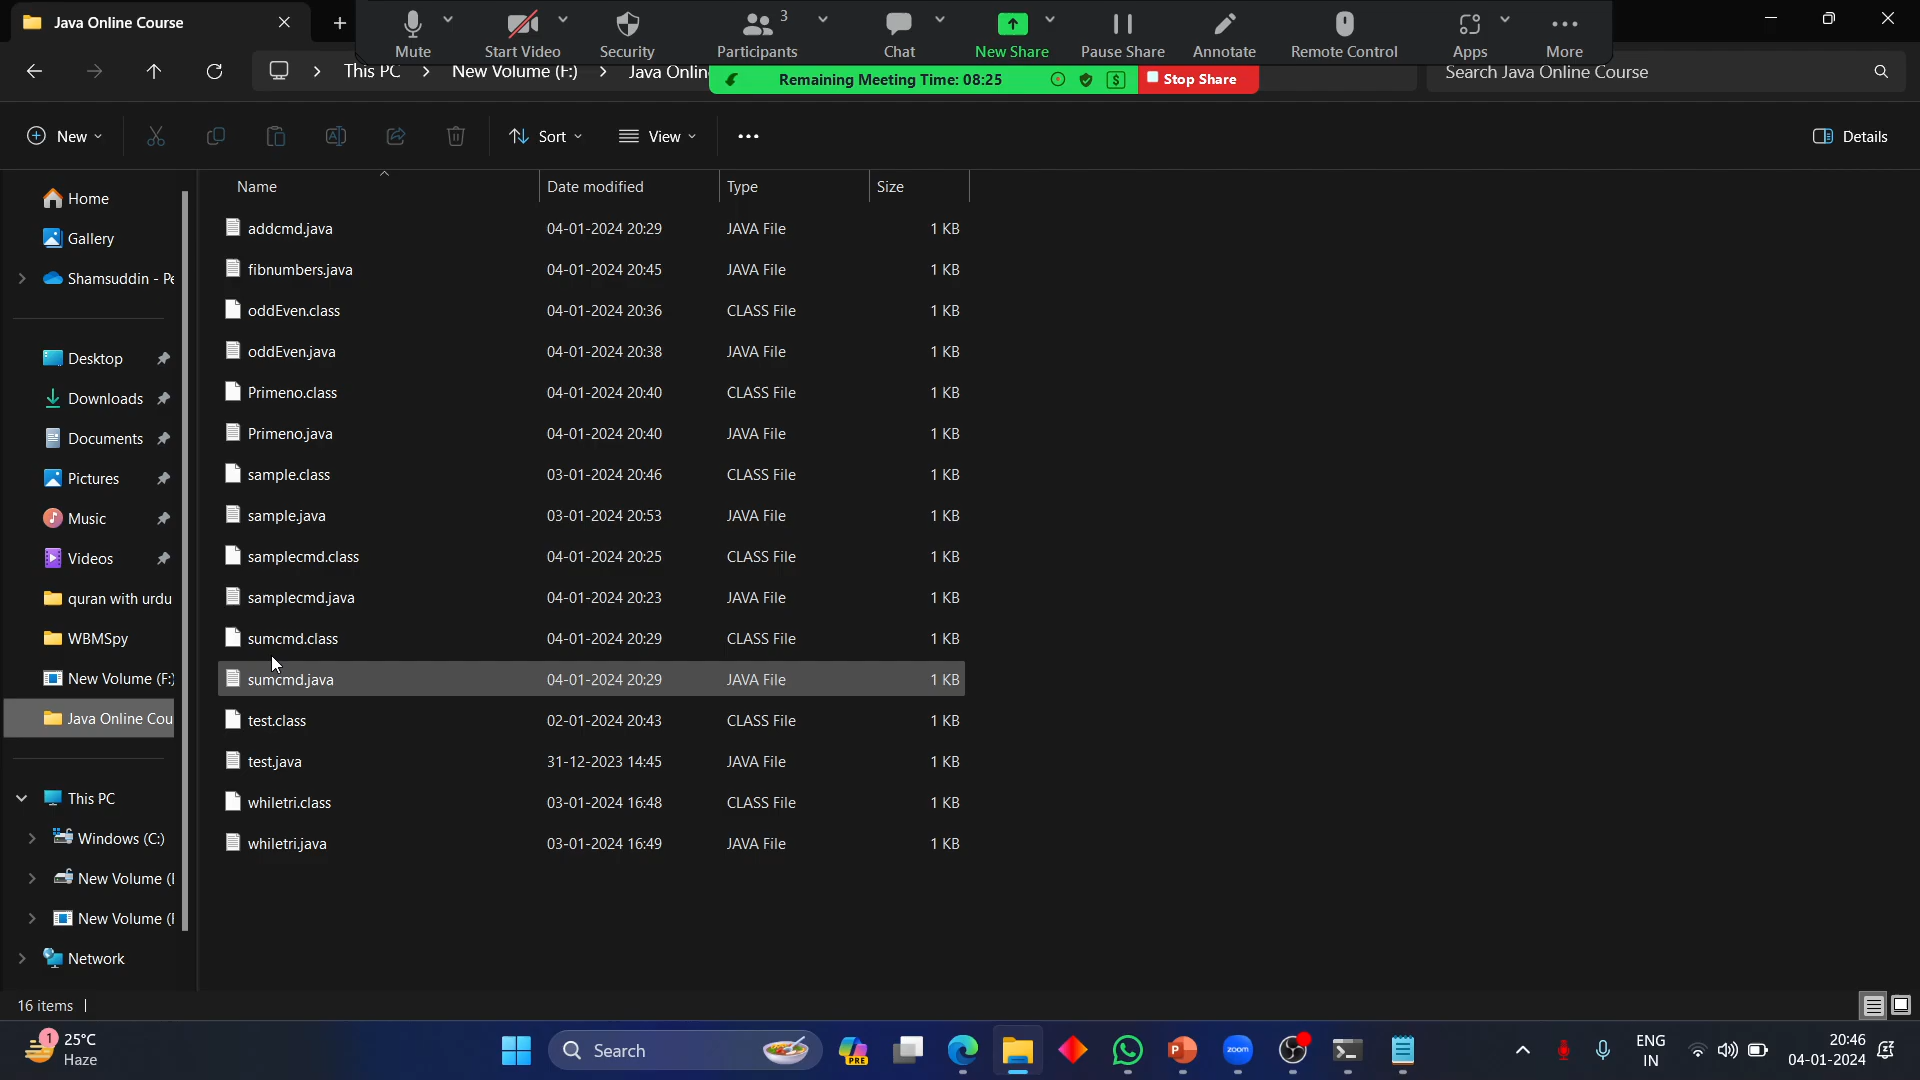 Java Online Course
Mute
Start Video
Security
3
Participants
Chat
New Share
Pause Share
Annotate
Remote Control
Apps
More
This PC
New Volume (F:)
Java Onlin
Remaining Meeting Time: 08:25
Stop Share
Search Java Online Course
New
Sort
View
Details
Name Date modified Type Size
addcmd.java 04-01-2024 20:29 JAVA File 1 KB
fibnumbers.java 04-01-2024 20:45 JAVA File 1 KB
oddEven.class 04-01-2024 20:36 CLASS File 1 KB
oddEven.java 04-01-2024 20:38 JAVA File 1 KB
Primeno.class 04-01-2024 20:40 CLASS File 1 KB
Primeno.java 04-01-2024 20:40 JAVA File 1 KB
sample.class 03-01-2024 20:46 CLASS File 1 KB
sample.java 03-01-2024 20:53 JAVA File 1 KB
samplecmd.class 04-01-2024 20:25 CLASS File 1 KB
samplecmd.java 04-01-2024 20:23 JAVA File 1 KB
sumcmd.class 04-01-2024 20:29 CLASS File 1 KB
sumcmd.java 04-01-2024 20:29 JAVA File 1 KB
test.class 02-01-2024 20:43 CLASS File 1 KB
test.java 31-12-2023 14:45 JAVA File 1 KB
whiletri.class 03-01-2024 16:48 CLASS File 1 KB
whiletri.java 03-01-2024 16:49 JAVA File 1 KB
Home
Gallery
Shamsuddin - Pe
Desktop
Downloads
Documents
Pictures
Music
Videos
quran with urdu
WBMSpy
New Volume (F:)
Java Online Cou
This PC
Windows (C:)
New Volume (
New Volume (F
Network
16 items
1
25°C
Haze
Search
PRE
zoom
ENG
IN
20:46
04-01-2024